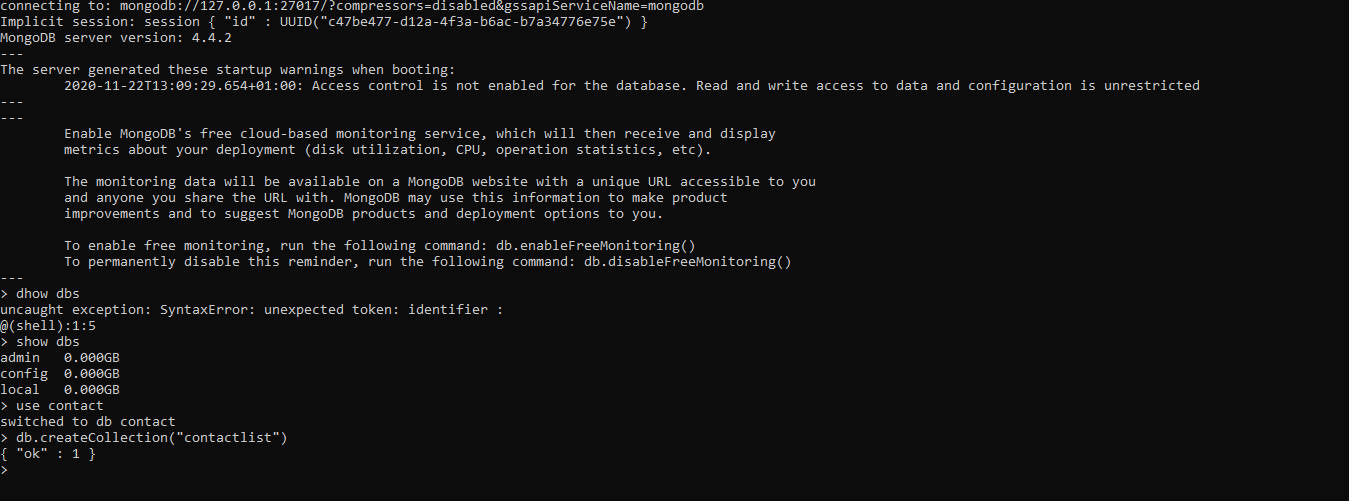 connecting to: mongodb://127.0.0.1:27017/?compressors=disabled&gssapiServiceName=mongodb
Implicit session: session { "id" : UUID("c47be477-d12a-4f3a-b6ac-b7a34776e75e") }
MongoDB server version: 4.4.2
---
The server generated these startup warnings when booting:
        2020-11-22T13:09:29.654+01:00: Access control is not enabled for the database. Read and write access to data and configuration is unrestricted
---
---
        Enable MongoDB's free cloud-based monitoring service, which will then receive and display
        metrics about your deployment (disk utilization, CPU, operation statistics, etc).

        The monitoring data will be available on a MongoDB website with a unique URL accessible to you
        and anyone you share the URL with. MongoDB may use this information to make product
        improvements and to suggest MongoDB products and deployment options to you.

        To enable free monitoring, run the following command: db.enableFreeMonitoring()
        To permanently disable this reminder, run the following command: db.disableFreeMonitoring()
---
> dhow dbs
uncaught exception: SyntaxError: unexpected token: identifier :
@(shell):1:5
> show dbs
admin   0.000GB
config  0.000GB
local   0.000GB
> use contact
switched to db contact
> db.createCollection("contactlist")
{ "ok" : 1 }
>